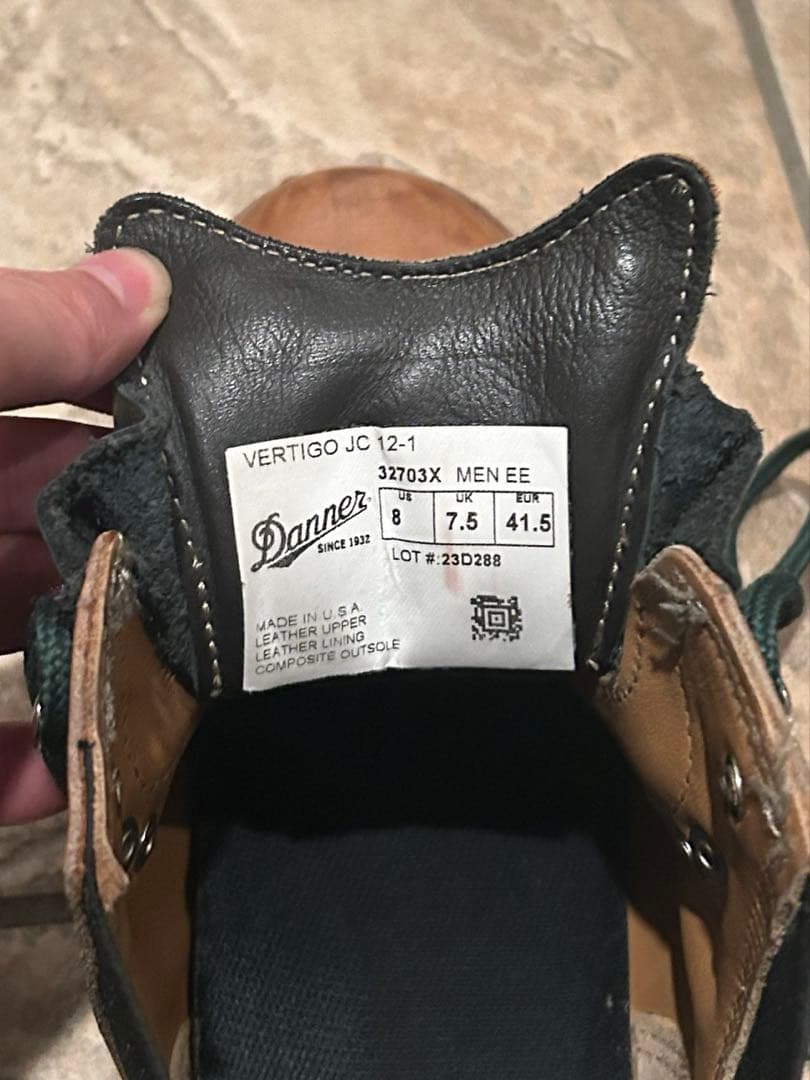 VERTIGO JC 12-1
32703X MEN EE
US UK EUR
8 7.5 41.5
Danner
SINCE 1932
LOT #:23D288
MADE IN U.S.A.
LEATHER UPPER
LEATHER LINING
COMPOSITE OUTSOLE